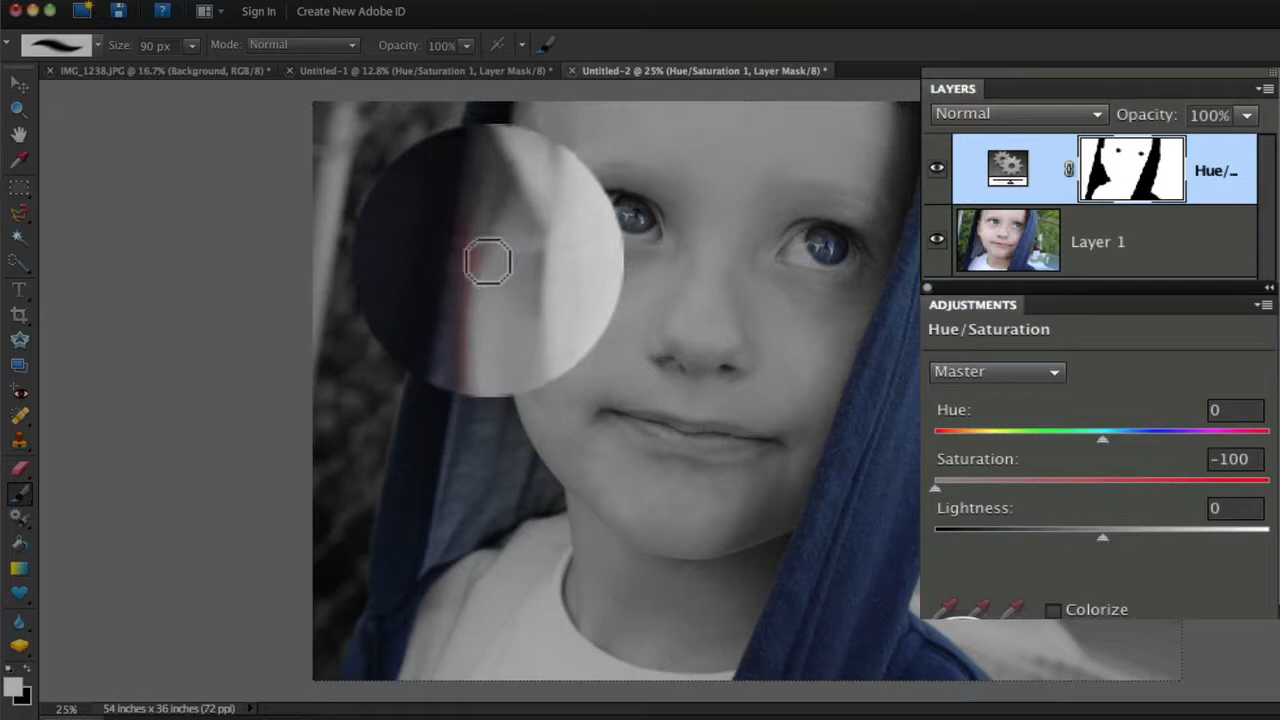 Sign In
Create New Adobe ID
Size: 90 px
Mode: Normal
Opacity: 100%
IMG_1238.JPG @ 16.7% (Background, RGB/8) *
Untitled-1 @ 12.8% (Hue/Saturation 1, Layer Mask/8) *
Untitled-2 @ 25% (Hue/Saturation 1, Layer Mask/8) *
LAYERS
Normal
Opacity: 100%
Hue/...
Layer 1
ADJUSTMENTS
Hue/Saturation
Master
Hue: 0
Saturation: -100
Lightness: 0
Colorize
25%
54 inches x 36 inches (72 ppi)